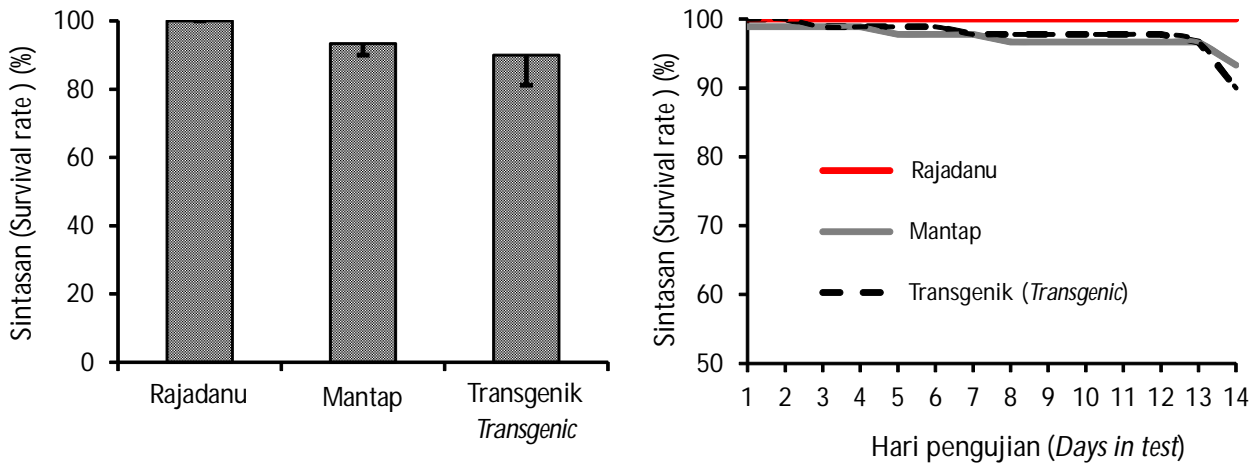 Sintasan (Survival rate ) (%)
100
80
60
40
20
0
Rajadanu
Mantap
Transgenik
Transgenic
Sintasan (Survival rate ) (%)
100
90
80
70
60
50
Rajadanu
Mantap
Transgenik (Transgenic)
1 2 3 4 5 6 7 8 9 10 11 12 13 14
Hari pengujian (Days in test)